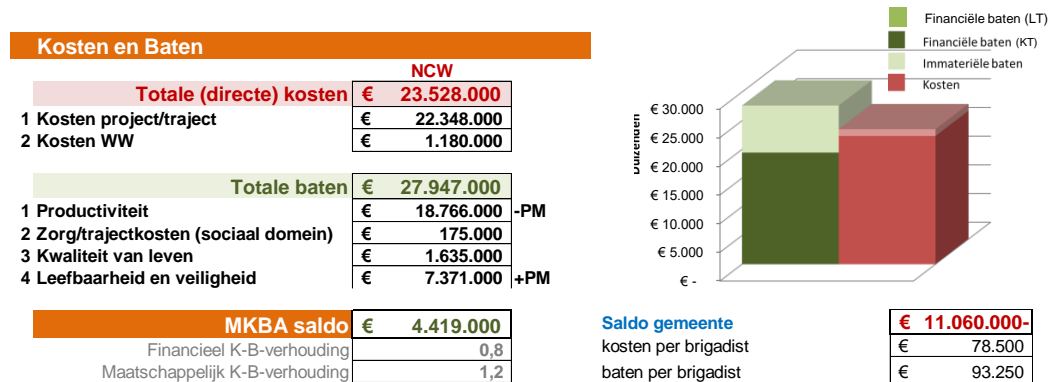 Kosten en Baten
NCW
Totale (directe) kosten € 23.528.000
1 Kosten project/traject € 22.348.000
2 Kosten WW € 1.180.000
Totale baten € 27.947.000
1 Productiviteit € 18.766.000 -PM
2 Zorg/trajectkosten (sociaal domein) € 175.000
3 Kwaliteit van leven € 1.635.000
4 Leefbaarheid en veiligheid € 7.371.000 +PM
MKBA saldo € 4.419.000
Financieel K-B-verhouding 0,8
Maatschappelijk K-B-verhouding 1,2
Financiële baten (LT)
Financiële baten (KT)
Immateriële baten
Kosten
€ 30.000
€ 25.000
€ 20.000
€ 15.000
€ 10.000
€ 5.000
€ -
Saldo gemeente € 11.060.000-
kosten per brigadist € 78.500
baten per brigadist € 93.250